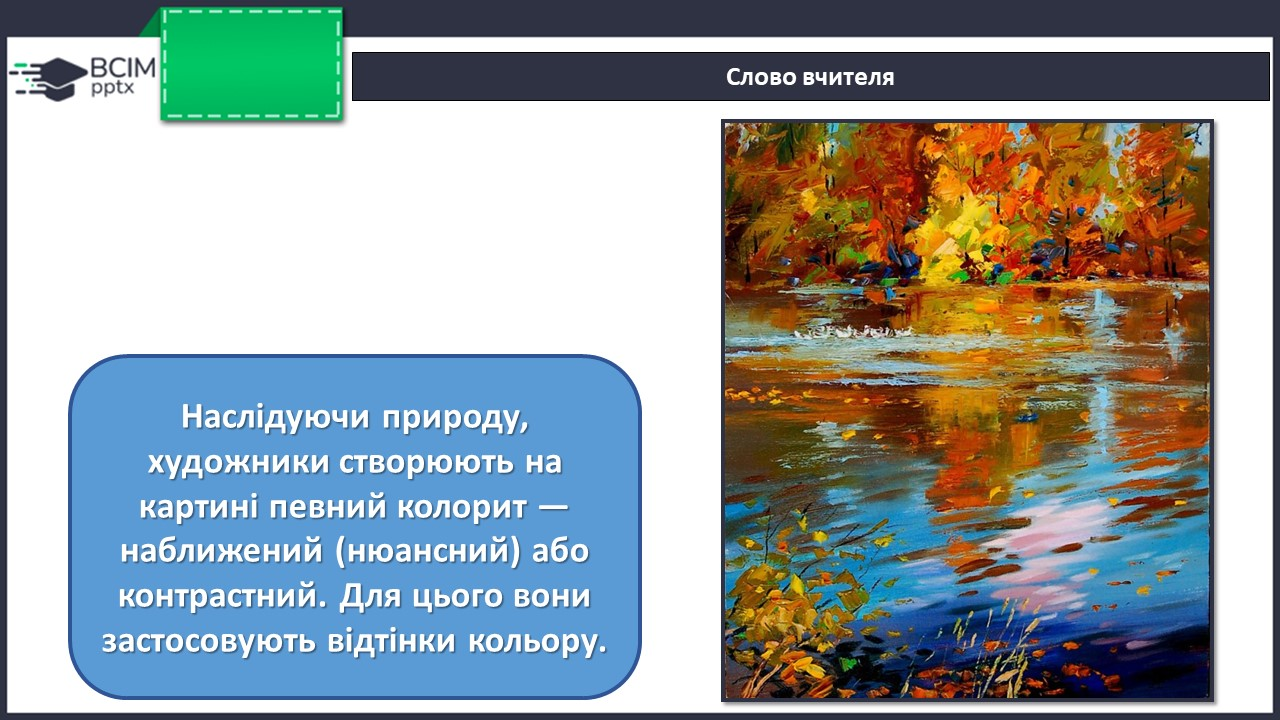 ВСІМ
pptx
Слово вчителя
Наслідуючи природу,
художники створюють на
картині певний колорит —
наближений (нюансний) або
контрастний. Для цього вони
застосовують відтінки кольору.